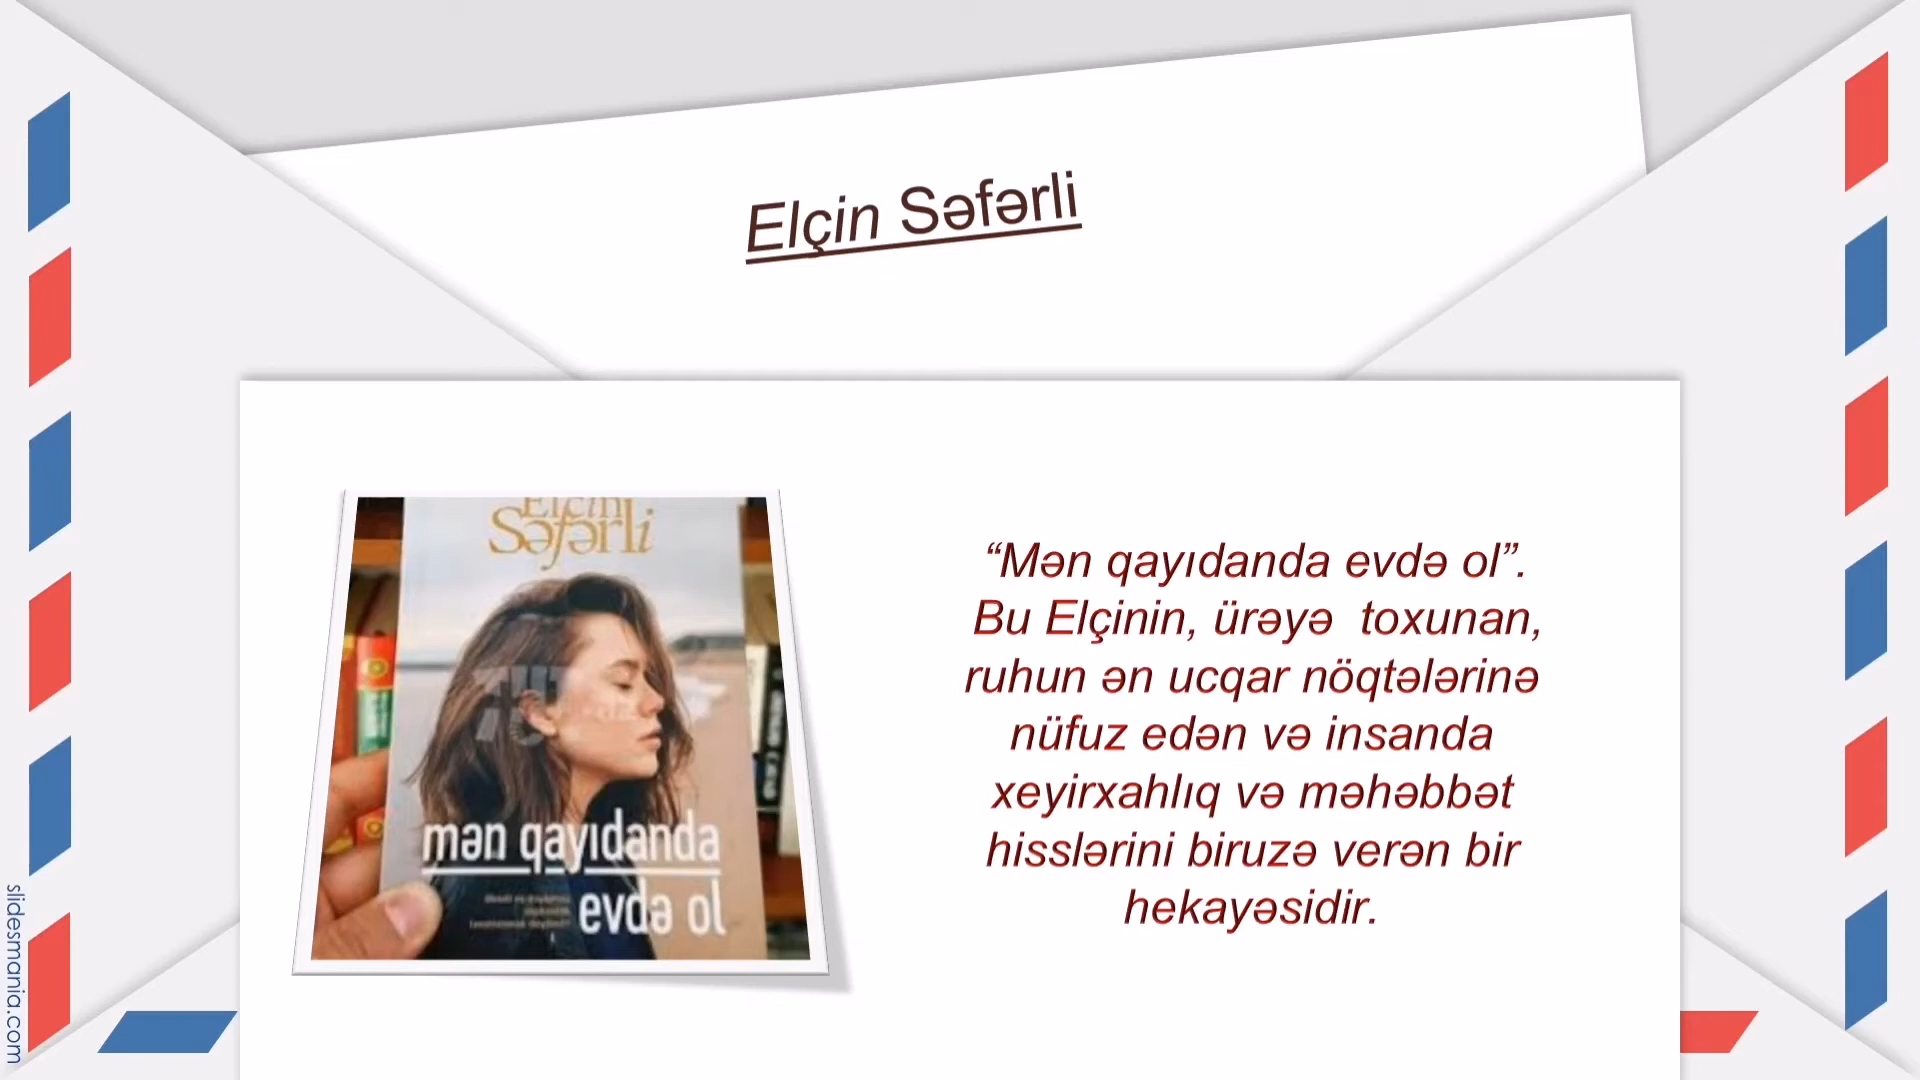 Elçin Səfərli
Elçin
Səfərli
mən qayıdanda
evdə ol
“Mən qayıdanda evdə ol”.
Bu Elçinin, ürəyə  toxunan,
ruhun ən ucqar nöqtələrinə
nüfuz edən və insanda
xeyirxahlıq və məhəbbət
hisslərini biruzə verən bir
hekayəsidir.
slidesmania.com